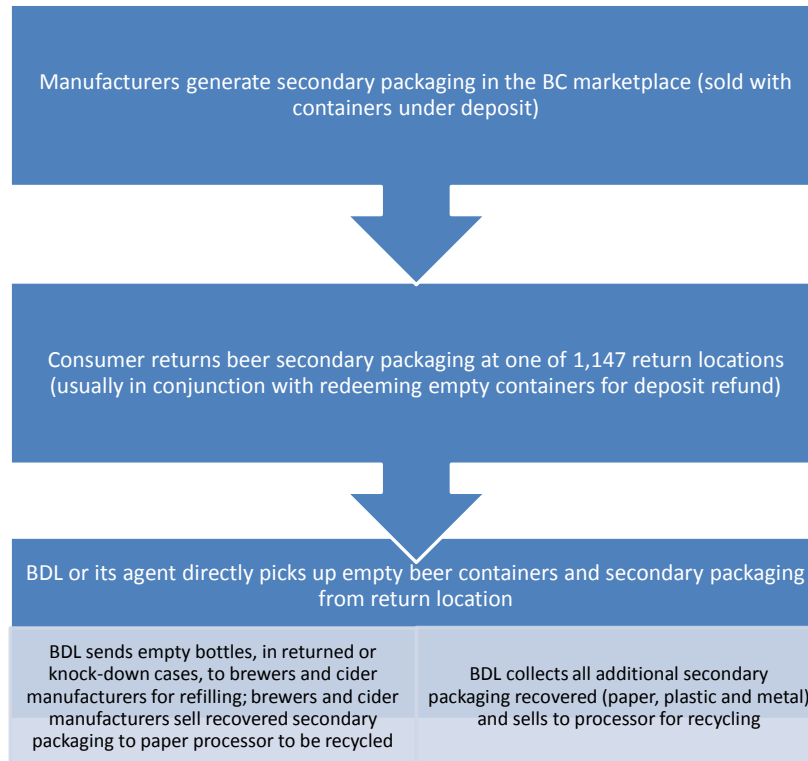 Manufacturers generate secondary packaging in the BC marketplace (sold with
containers under deposit)
Consumer returns beer secondary packaging at one of 1,147 return locations
(usually in conjunction with redeeming empty containers for deposit refund)
BDL or its agent directly picks up empty beer containers and secondary packaging
from return location
BDL sends empty bottles, in returned or
knock-down cases, to brewers and cider
manufacturers for refilling; brewers and cider
manufacturers sell recovered secondary
packaging to paper processor to be recycled
BDL collects all additional secondary
packaging recovered (paper, plastic and metal)
and sells to processor for recycling